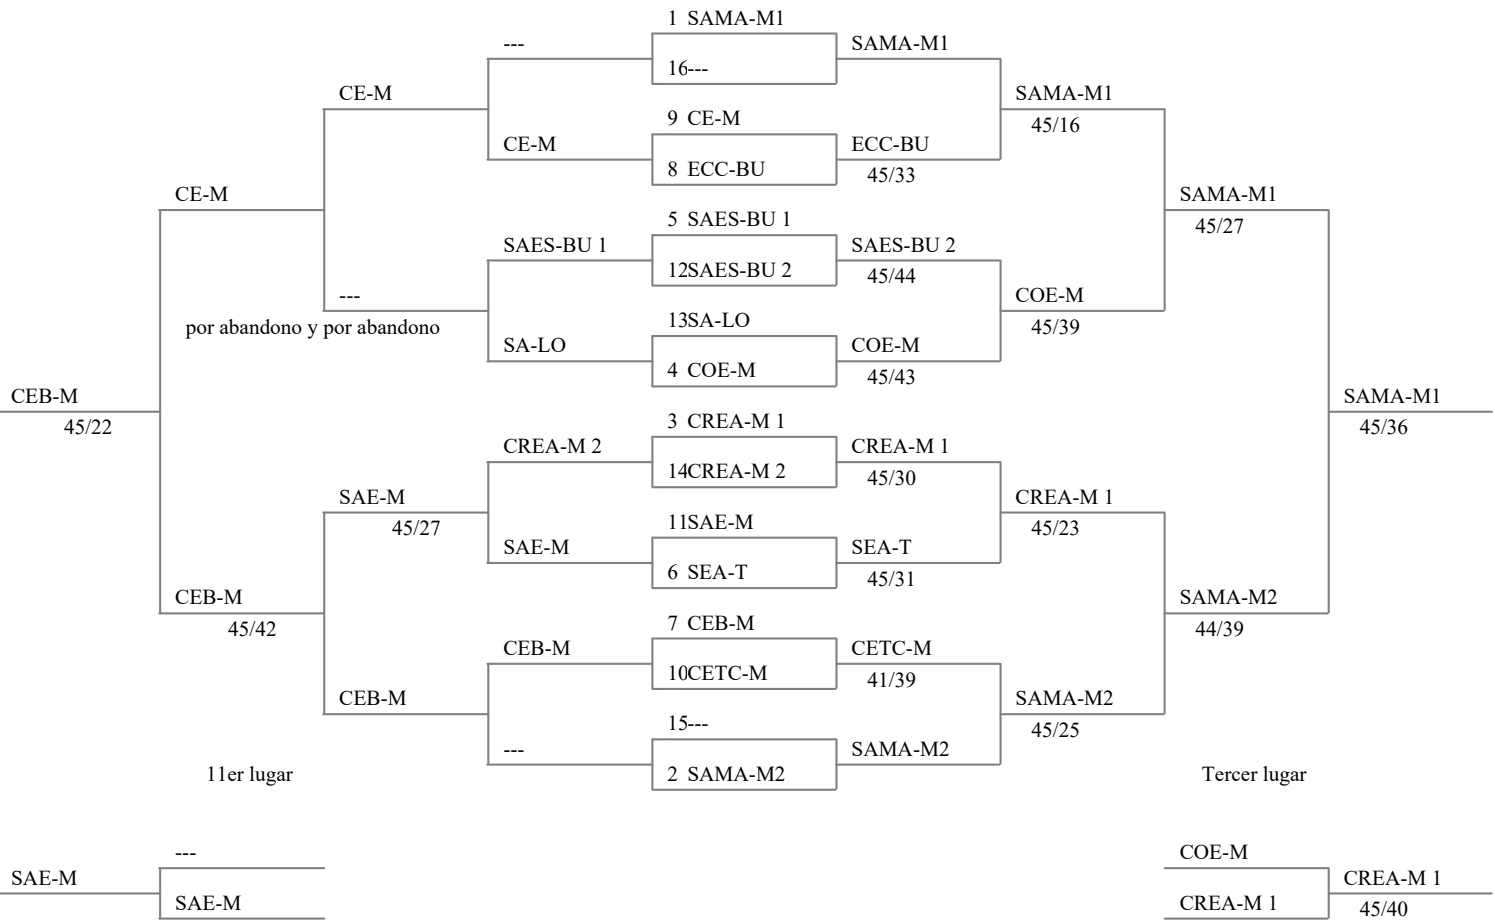 1 SAMA-M1
--- SAMA-M1
16---
CE-M SAMA-M1
45/16
9 CE-M
CE-M ECC-BU
8 ECC-BU 45/33
CE-M SAMA-M1
5 SAES-BU 1 45/27
SAES-BU 1 SAES-BU 2
12SAES-BU 2 45/44
--- COE-M
por abandono y por abandono 13SA-LO 45/39
SA-LO COE-M
4 COE-M 45/43
CEB-M SAMA-M1
45/22 3 CREA-M 1 45/36
CREA-M 2 CREA-M 1
14CREA-M 2 45/30
SAE-M CREA-M 1
45/27 11SAE-M 45/23
SAE-M SEA-T
6 SEA-T 45/31
CEB-M SAMA-M2
45/42 7 CEB-M 44/39
CEB-M CETC-M
10CETC-M 41/39
CEB-M SAMA-M2
15--- 45/25
--- SAMA-M2
11er lugar 2 SAMA-M2 Tercer lugar
--- COE-M
SAE-M CREA-M 1
SAE-M CREA-M 1 45/40